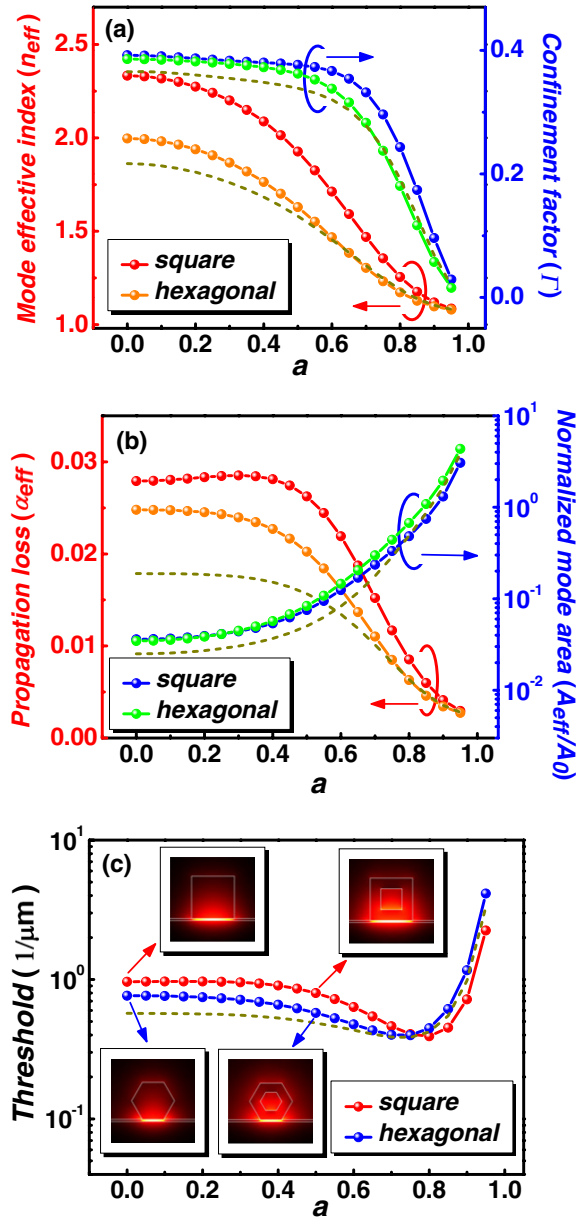 (a)
Mode effective index (n_eff)
2.5
2.0
1.5
1.0
0.4
0.2
0.0
Confinement factor (Γ)
square
hexagonal
0.0 0.2 0.4 0.6 0.8 1.0
a
(b)
Propagation loss (α_eff)
0.03
0.02
0.01
0.00
10^1
10^0
10^-1
10^-2
Normalized mode area (A_eff/A_0)
square
hexagonal
0.0 0.2 0.4 0.6 0.8 1.0
a
(c)
Threshold ( 1/μm )
10^1
10^0
10^-1
square
hexagonal
0.0 0.2 0.4 0.6 0.8 1.0
a